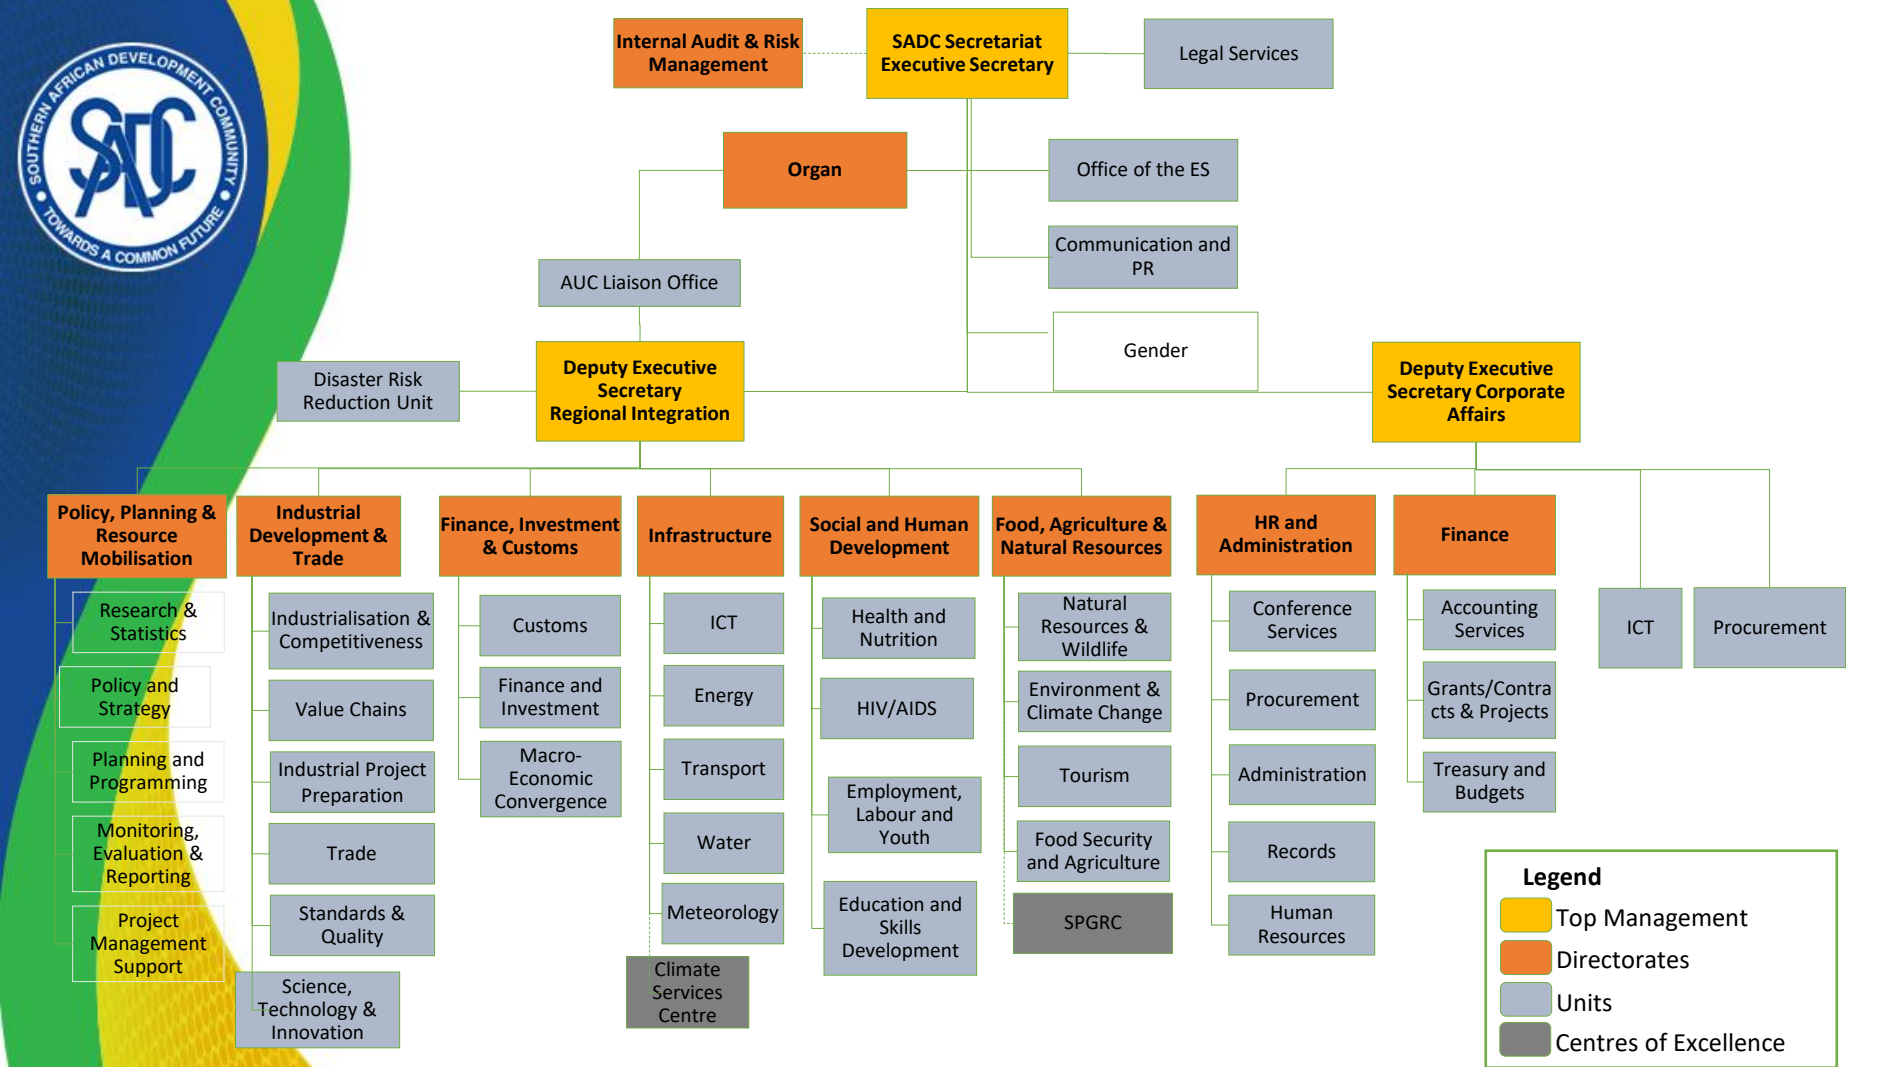 SOUTHERN AFRICAN DEVELOPMENT COMMUNITY
SADC
TOWARDS A COMMON FUTURE
Internal Audit & Risk
Management
SADC Secretariat
Executive Secretary
Legal Services
Organ
Office of the ES
Communication and
PR
AUC Liaison Office
Gender
Disaster Risk
Reduction Unit
Deputy Executive
Secretary
Regional Integration
Deputy Executive
Secretary Corporate
Affairs
Policy, Planning &
Resource
Mobilisation
Research &
Statistics
Policy and
Strategy
Planning and
Programming
Monitoring,
Evaluation &
Reporting
Project
Management
Support
Industrial
Development &
Trade
Industrialisation &
Competitiveness
Value Chains
Industrial Project
Preparation
Trade
Standards &
Quality
Science,
Technology &
Innovation
Finance, Investment
& Customs
Customs
Finance and
Investment
Macro-
Economic
Convergence
Infrastructure
ICT
Energy
Transport
Water
Meteorology
Climate
Services
Centre
Social and Human
Development
Health and
Nutrition
HIV/AIDS
Employment,
Labour and
Youth
Education and
Skills
Development
Food, Agriculture &
Natural Resources
Natural
Resources &
Wildlife
Environment &
Climate Change
Tourism
Food Security
and Agriculture
SPGRC
HR and
Administration
Conference
Services
Procurement
Administration
Records
Human
Resources
Finance
Accounting
Services
Grants/Contra
cts & Projects
Treasury and
Budgets
ICT
Procurement
Legend
Top Management
Directorates
Units
Centres of Excellence